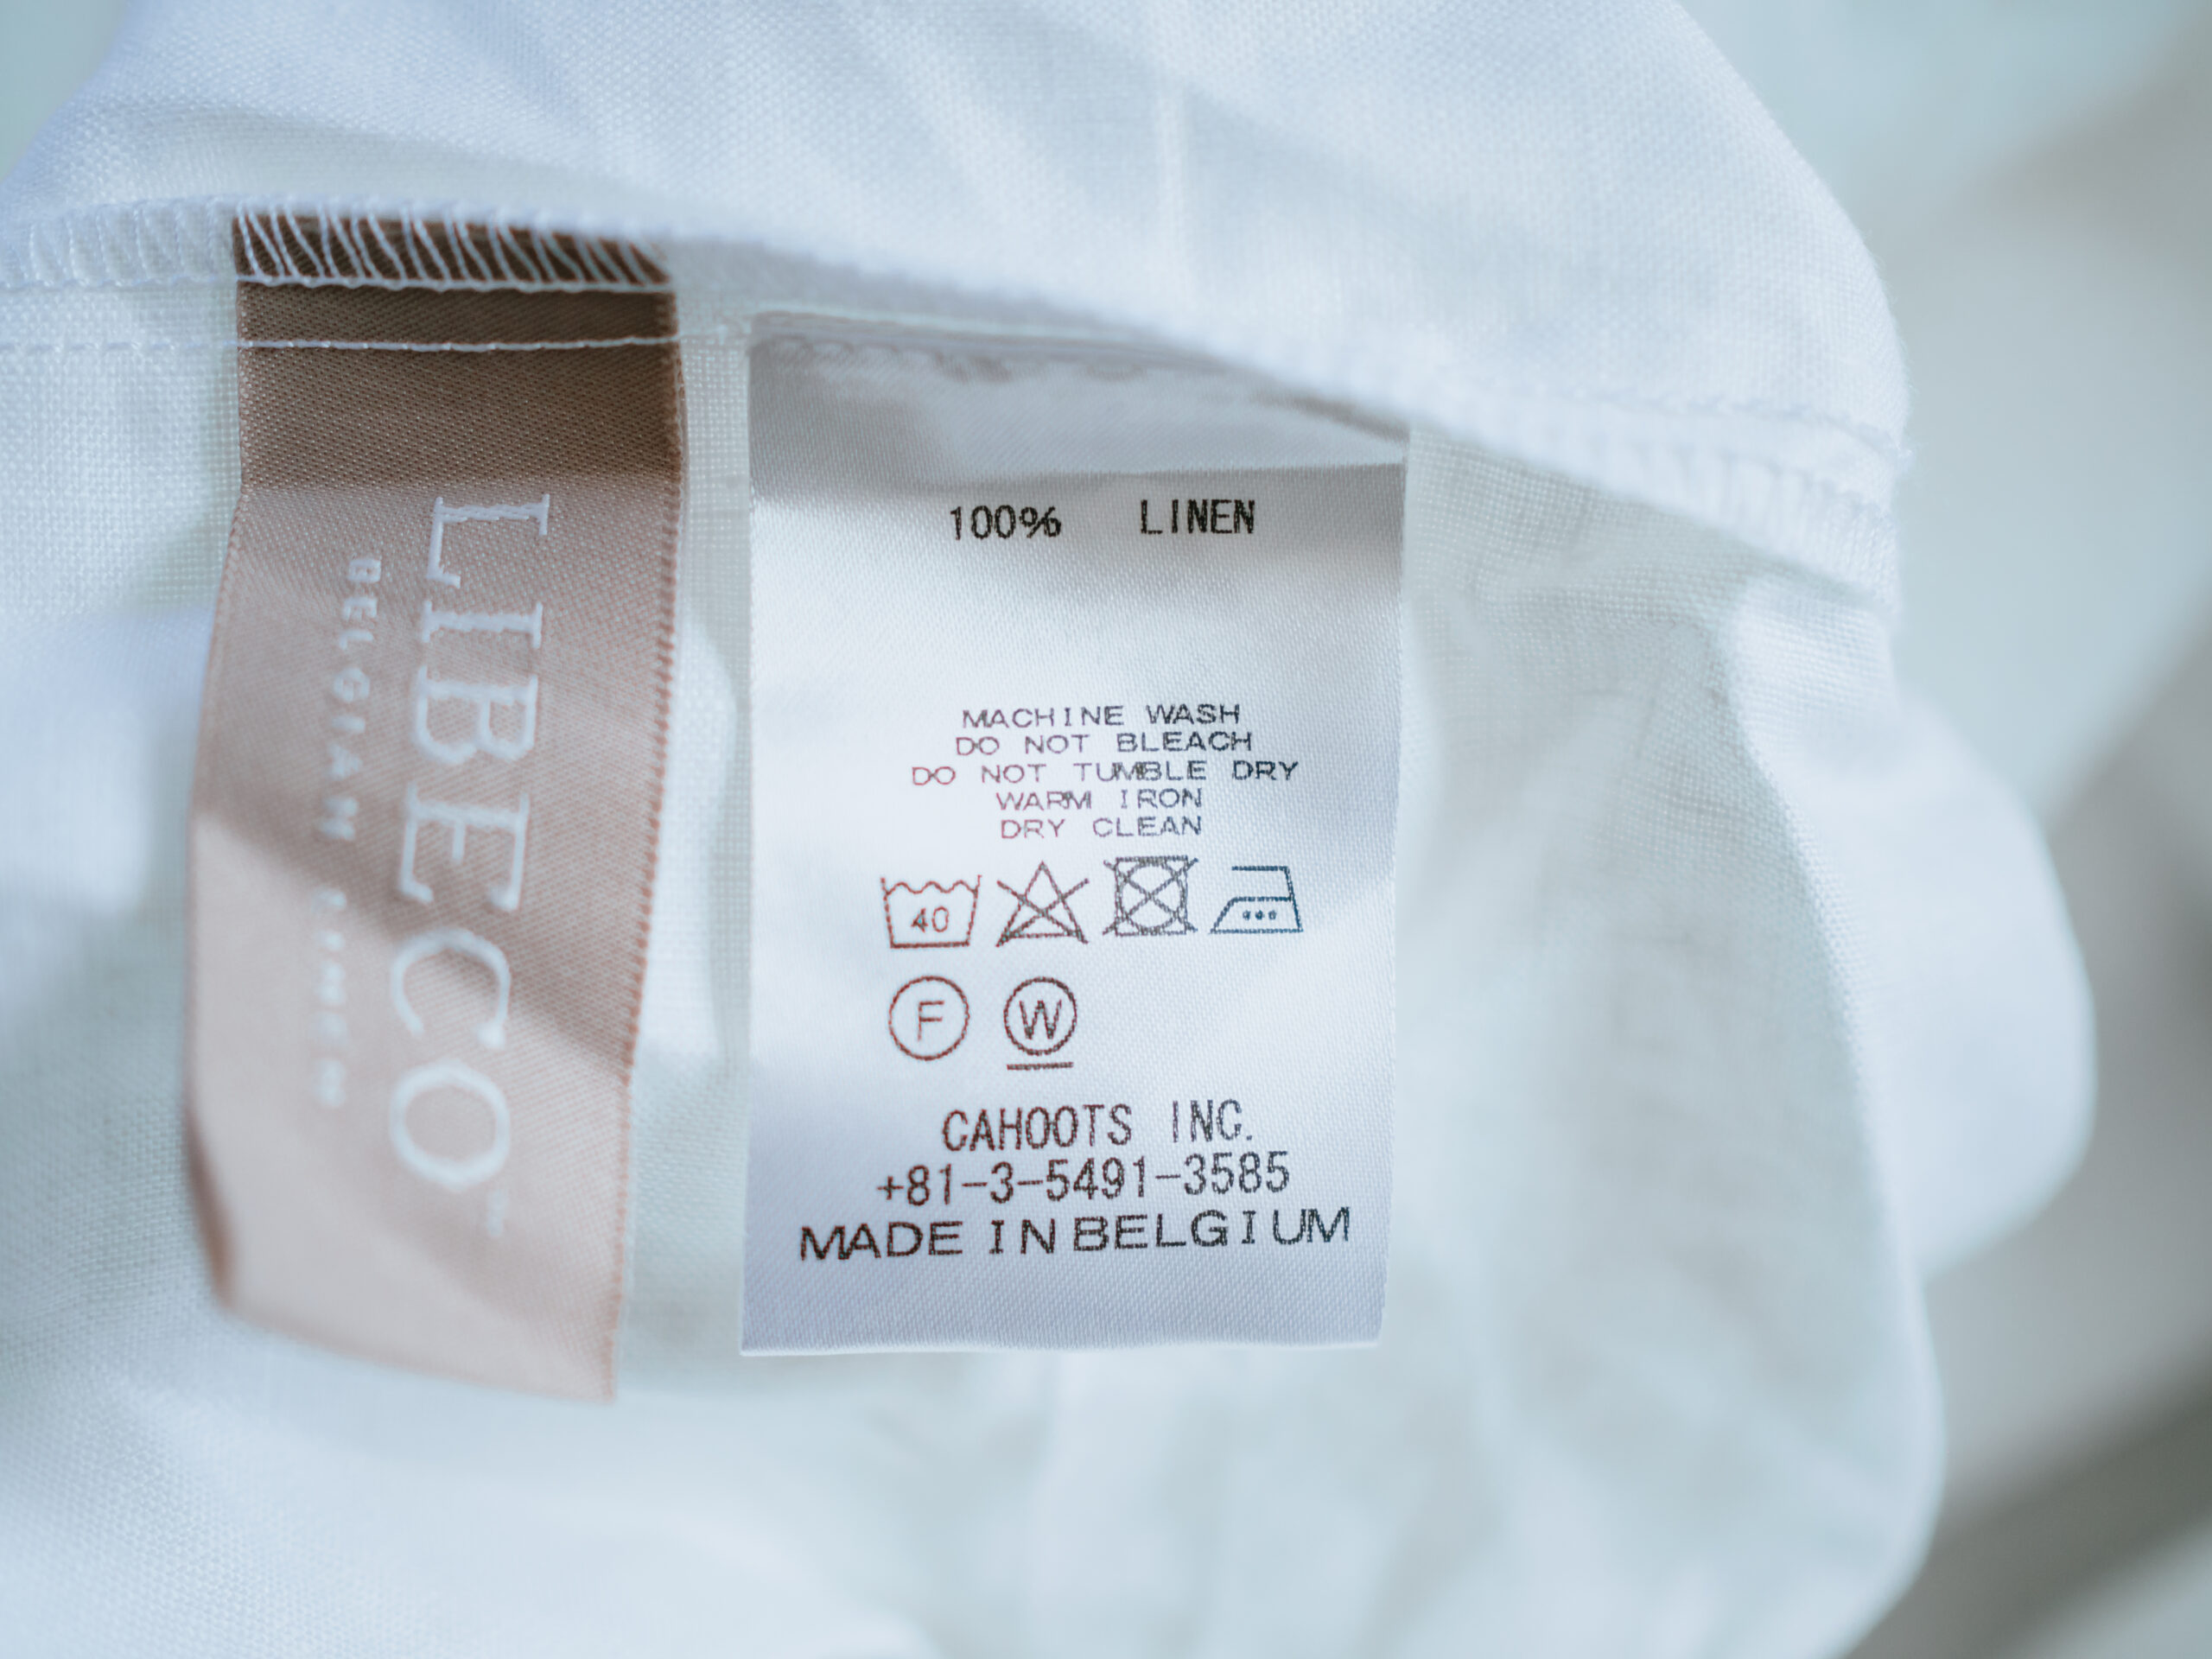 LIBECO
BELGIAN LINEN
100% LINEN
MACHINE WASH
DO NOT BLEACH
DO NOT TUMBLE DRY
WARM IRON
DRY CLEAN
40
F W
CAHOOTS INC.
+81-3-5491-3585
MADE IN BELGIUM